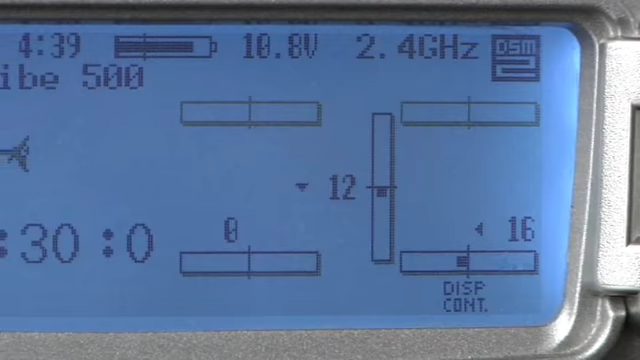 4:39 10.8V 2.4GHz DSM 2
ibe 500
12
:30:0 0 16
DISP
CONT.